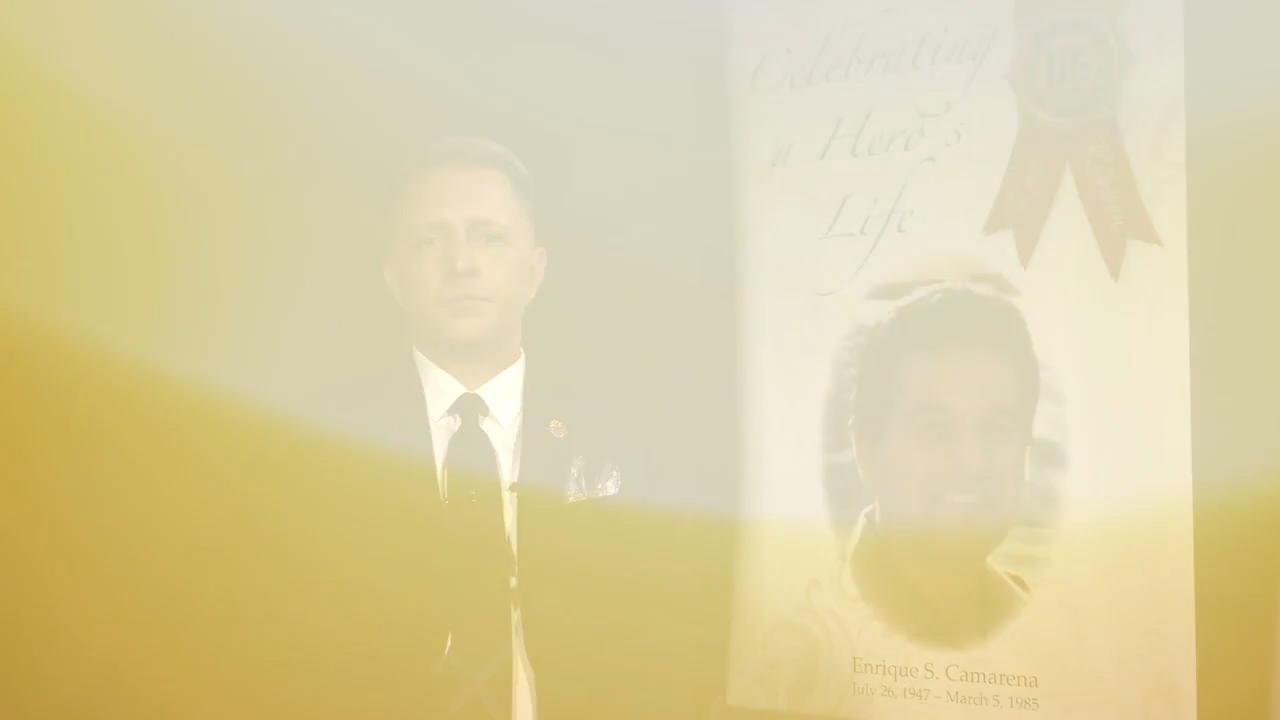 Celebrating
a Hero's
Life
Enrique S. Camarena
July 26, 1947 – March 5, 1985